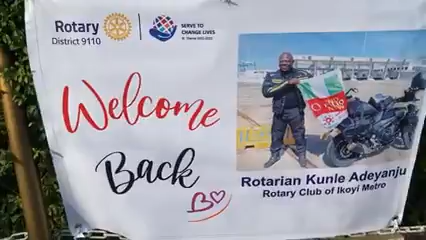 Rotary
District 9110
SERVE TO
CHANGE LIVES
Welcome
Back
Rotarian Kunle Adeyanju
Rotary Club of Ikoyi Metro